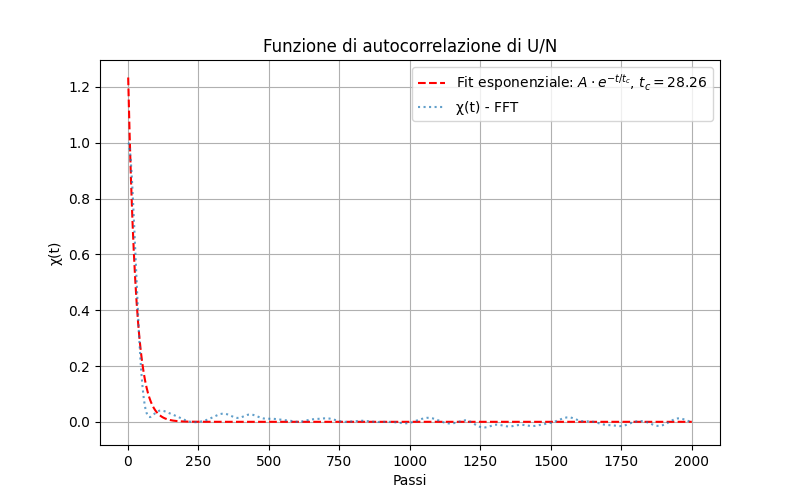 Funzione di autocorrelazione di U/N
Fit esponenziale: $A \cdot e^{-t/t_c}$, $t_c = 28.26$
χ(t) - FFT
χ(t)
1.2
1.0
0.8
0.6
0.4
0.2
0.0
0 250 500 750 1000 1250 1500 1750 2000
Passi